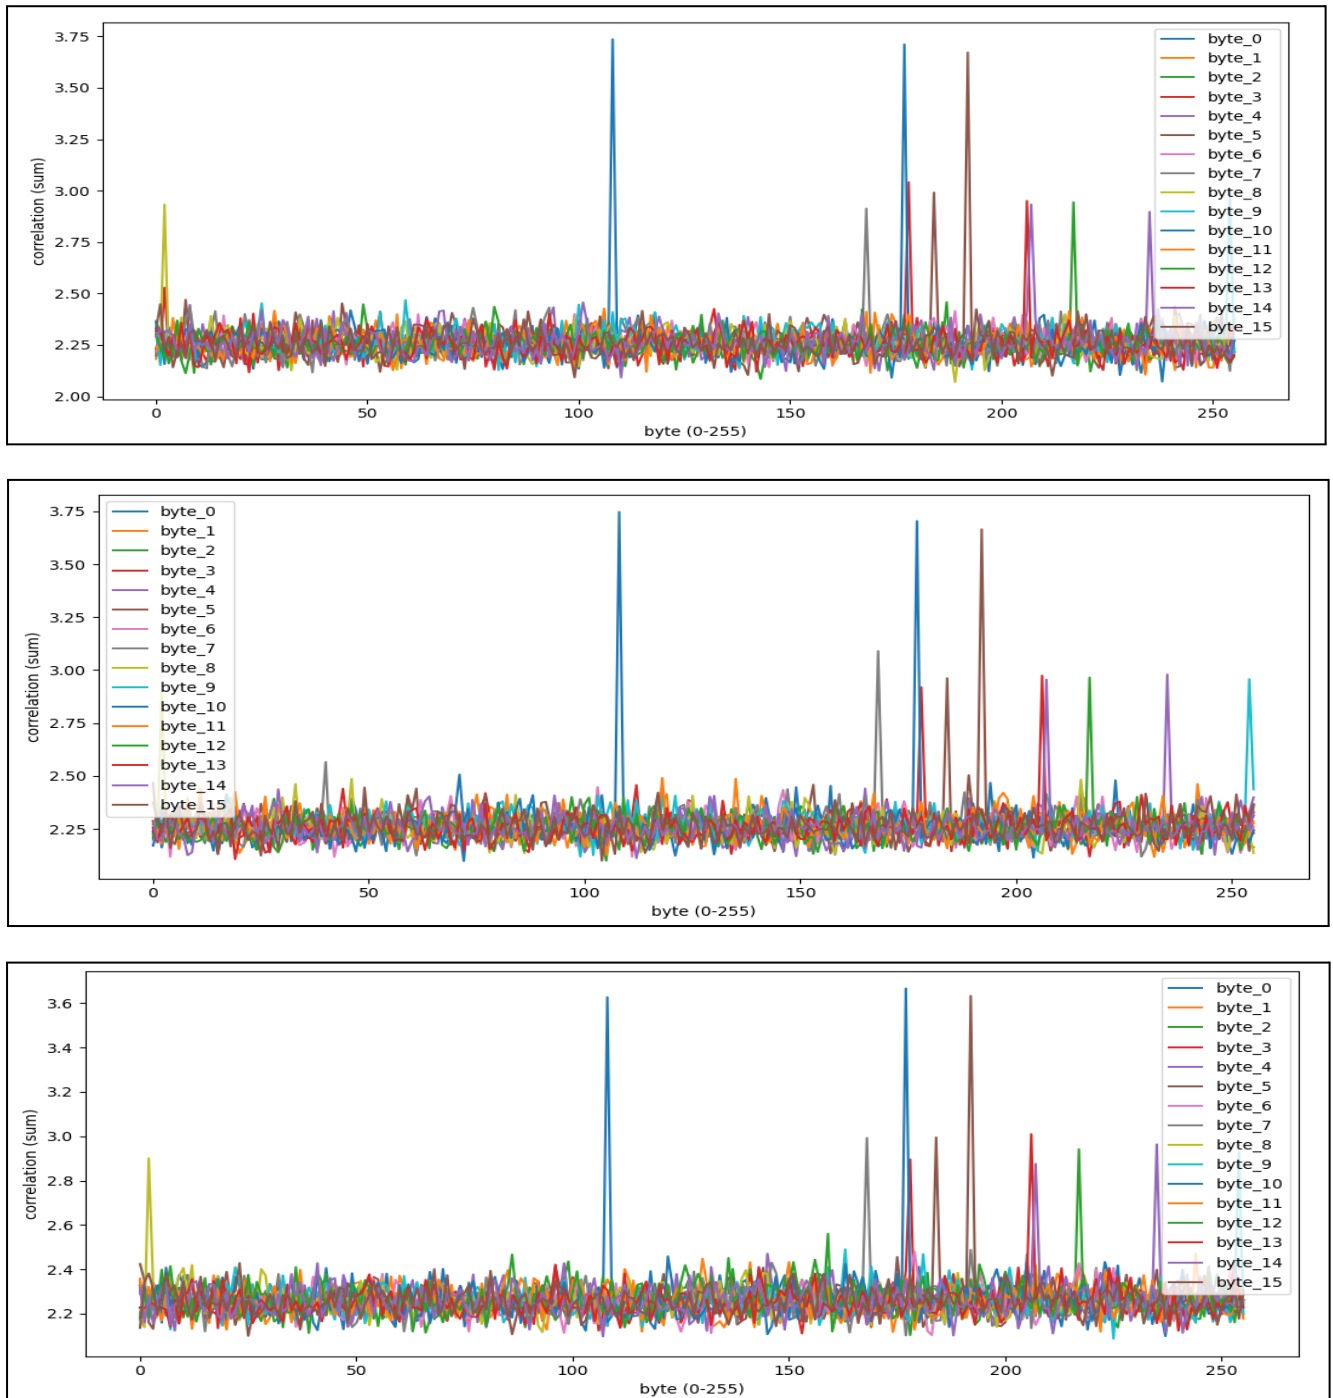 3.75
3.50
3.25
3.00
2.75
2.50
2.25
2.00
correlation (sum)
0 50 100 150 200 250
byte (0-255)
byte_0
byte_1
byte_2
byte_3
byte_4
byte_5
byte_6
byte_7
byte_8
byte_9
byte_10
byte_11
byte_12
byte_13
byte_14
byte_15
3.75
3.50
3.25
3.00
2.75
2.50
2.25
correlation (sum)
byte_0
byte_1
byte_2
byte_3
byte_4
byte_5
byte_6
byte_7
byte_8
byte_9
byte_10
byte_11
byte_12
byte_13
byte_14
byte_15
0 50 100 150 200 250
byte (0-255)
3.6
3.4
3.2
3.0
2.8
2.6
2.4
2.2
correlation (sum)
0 50 100 150 200 250
byte (0-255)
byte_0
byte_1
byte_2
byte_3
byte_4
byte_5
byte_6
byte_7
byte_8
byte_9
byte_10
byte_11
byte_12
byte_13
byte_14
byte_15